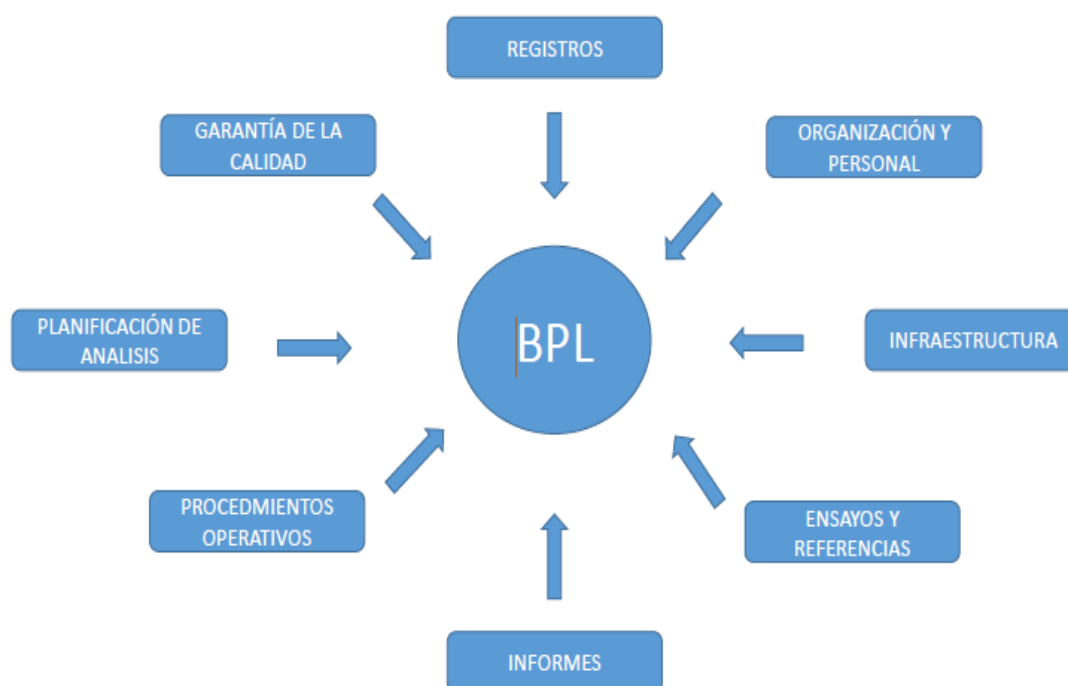 REGISTROS
GARANTÍA DE LA
CALIDAD
ORGANIZACIÓN Y
PERSONAL
PLANIFICACIÓN DE
ANALISIS
BPL
INFRAESTRUCTURA
PROCEDMIENTOS
OPERATIVOS
ENSAYOS Y
REFERENCIAS
INFORMES